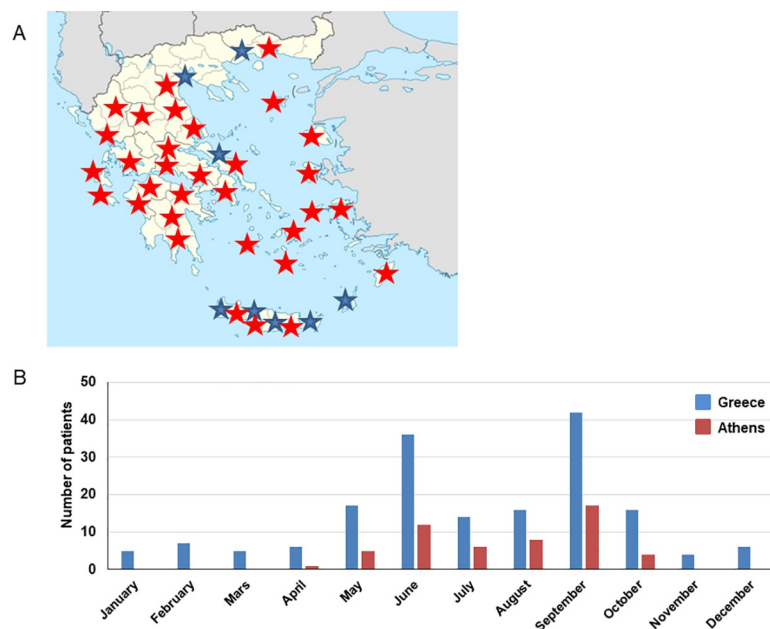 A
B
50
40
30
20
10
0
Number of patients
Greece
Athens
January
February
Mars
April
May
June
July
August
September
October
November
December